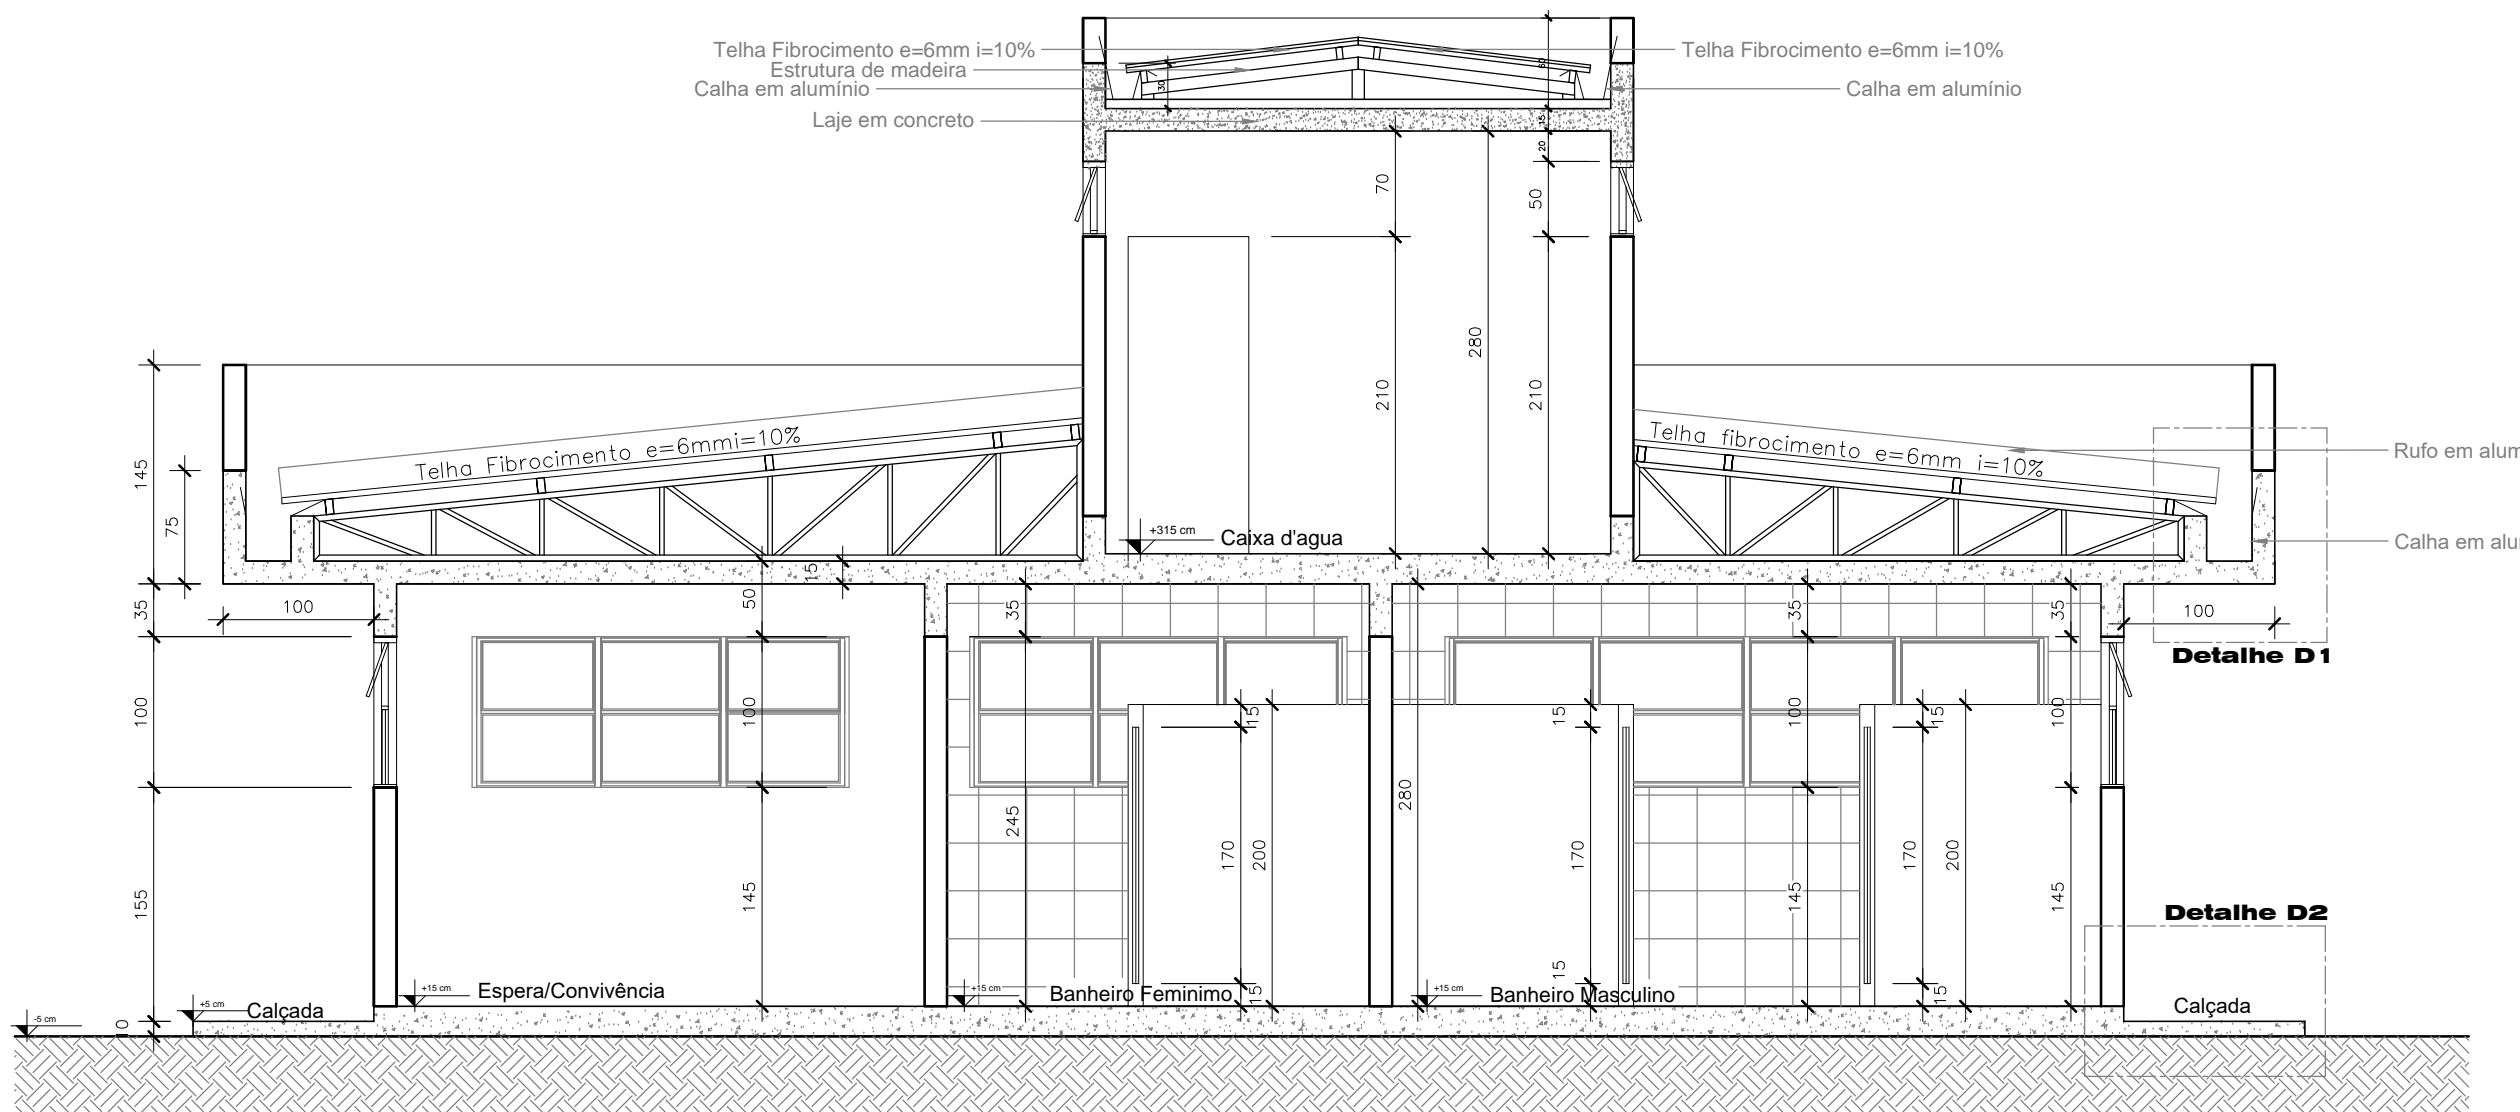 Telha Fibrocimento e=6mm i=10%
Telha Fibrocimento e=6mm i=10%
Estrutura de madeira
Calha em alumínio
Calha em alumínio
Laje em concreto
60
30
15
20
70
50
280
210
210
145
75
Telha Fibrocimento e=6mmi=10%
Telha fibrocimento e=6mm i=10%
Rufo em alum
+315 cm
Caixa d'agua
Calha em alu
15
100
35
50
35
35
35
100
Detalhe D1
100
100
100
100
15
15
15
280
245
170
200
170
170
200
155
145
145
145
Detalhe D2
15
15
15
+15 cm
Espera/Convivência
+15 cm
Banheiro Feminimo
+15 cm
Banheiro Masculino
+5 cm
Calçada
Calçada
-5 cm
10